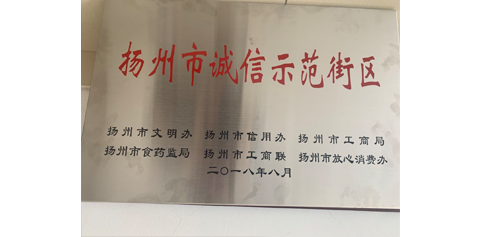 扬州市诚信示范街区
扬州市文明办 扬州市信用办 扬州市工商局
扬州市食药监局 扬州市工商联 扬州市放心消费办
二〇一八年八月